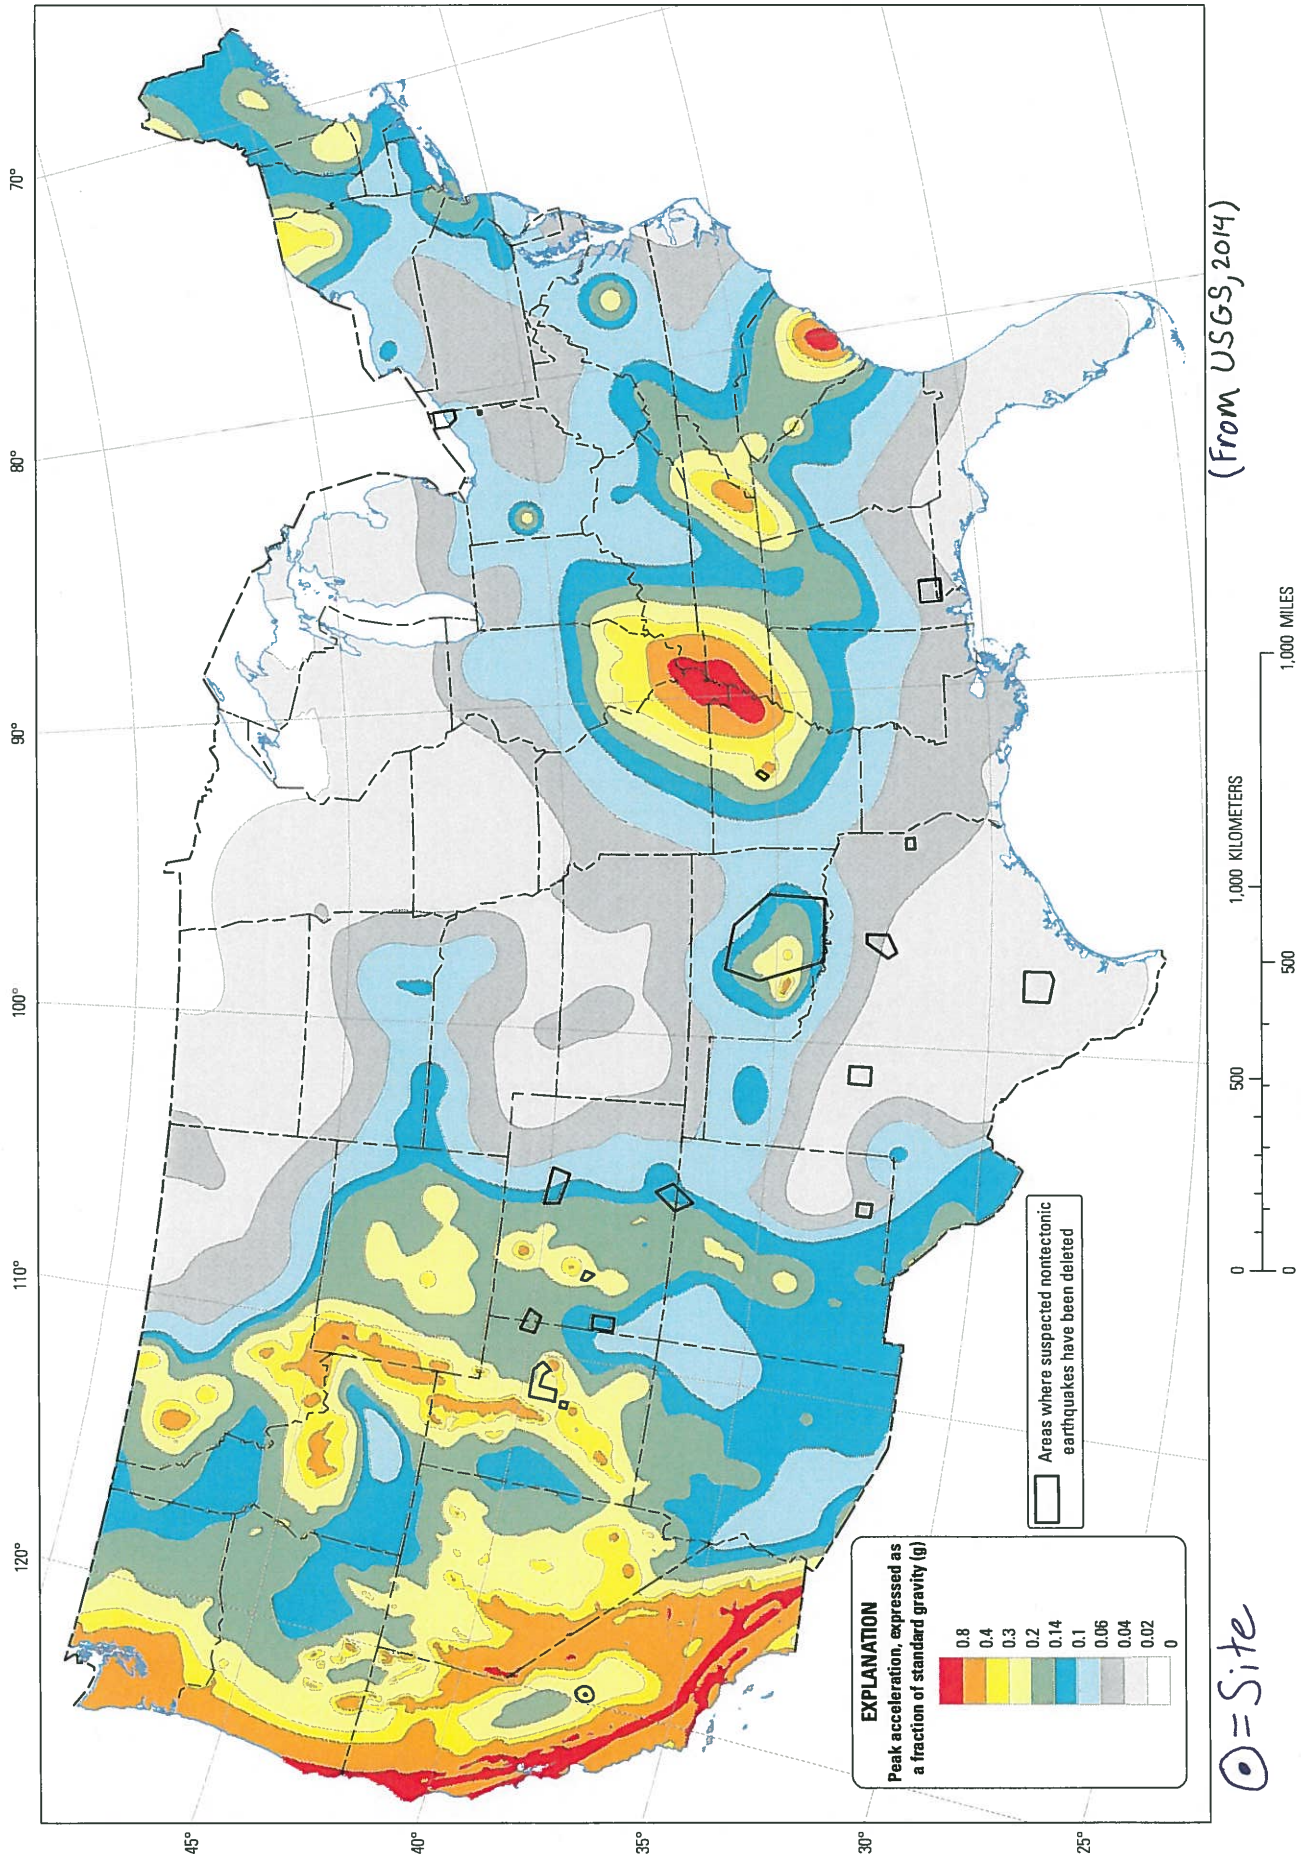 70°
80°
90°
100°
110°
120°
45°
40°
35°
30°
25°
EXPLANATION
Peak acceleration, expressed as
a fraction of standard gravity (g)
0.8
0.4
0.3
0.2
0.14
0.1
0.06
0.04
0.02
0
Areas where suspected nontectonic
earthquakes have been deleted
0 500 1,000 KILOMETERS
0 500 1,000 MILES
= Site
(From USGS, 2014)